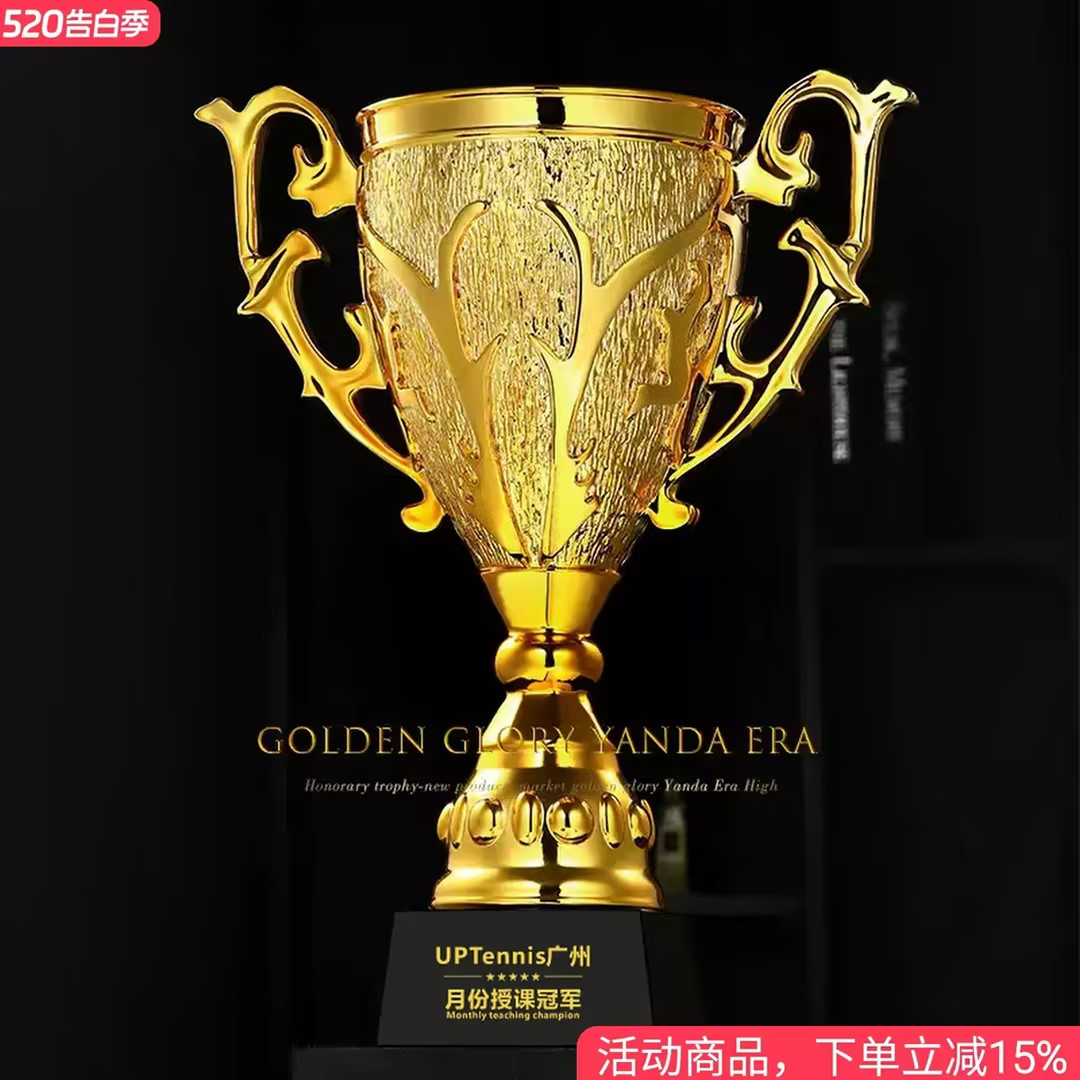 520告白季
THE LIGHTHOUSE
GOLDEN GLORY YANDA ERA
Honorary trophy-new product market golden glory Yanda Era High
UPTennis广州
★★★★★
月份授课冠军
Monthly teaching champion
活动商品，下单立减15%